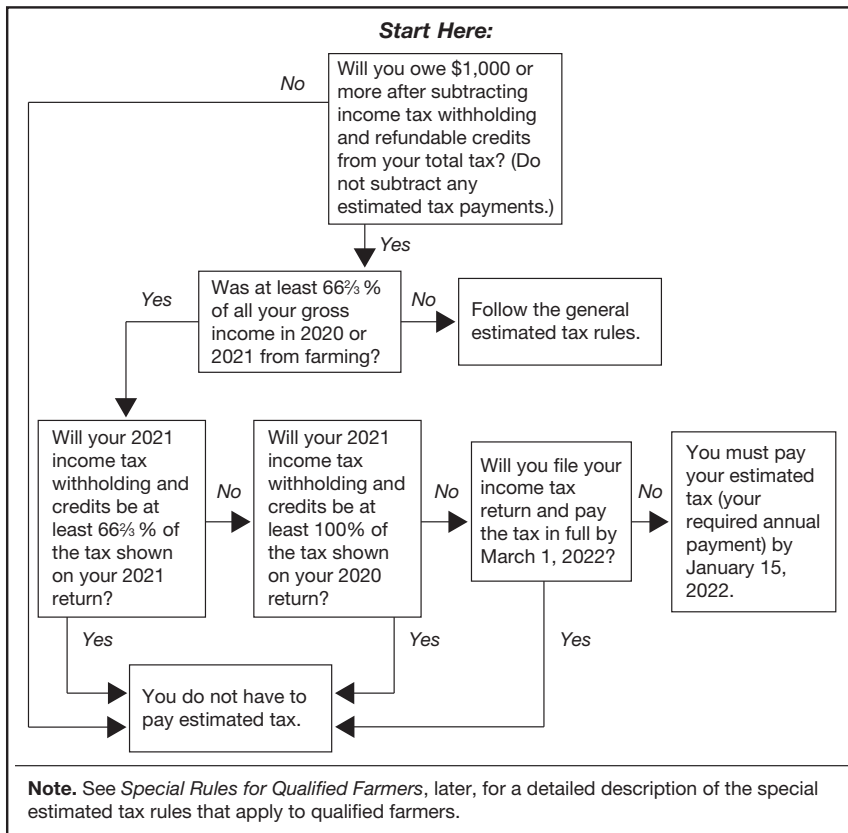 Start Here:
No
Will you owe $1,000 or
more after subtracting
income tax withholding
and refundable credits
from your total tax? (Do
not subtract any
estimated tax payments.)
Yes
Yes
Was at least 66⅔ %
of all your gross
income in 2020 or
2021 from farming?
No
Follow the general
estimated tax rules.
Will your 2021
income tax
withholding and
credits be at
least 66⅔ % of
the tax shown
on your 2021
return?
No
Will your 2021
income tax
withholding and
credits be at
least 100% of
the tax shown
on your 2020
return?
No
Will you file your
income tax
return and pay
the tax in full by
March 1, 2022?
No
You must pay
your estimated
tax (your
required annual
payment) by
January 15,
2022.
Yes
Yes
Yes
You do not have to
pay estimated tax.
Note. See Special Rules for Qualified Farmers, later, for a detailed description of the special
estimated tax rules that apply to qualified farmers.